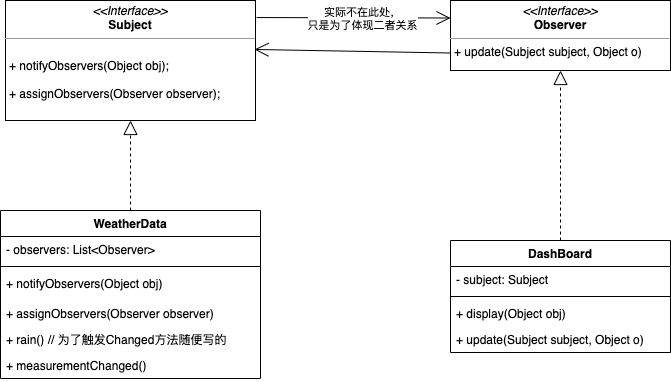 <<Interface>>
Subject
+ notifyObservers(Object obj);
+ assignObservers(Observer observer);
实际不在此处,
只是为了体现二者关系
<<Interface>>
Observer
+ update(Subject subject, Object o)
WeatherData
- observers: List<Observer>
+ notifyObservers(Object obj)
+ assignObservers(Observer observer)
+ rain() // 为了触发Changed方法随便写的
+ measurementChanged()
DashBoard
- subject: Subject
+ display(Object obj)
+ update(Subject subject, Object o)